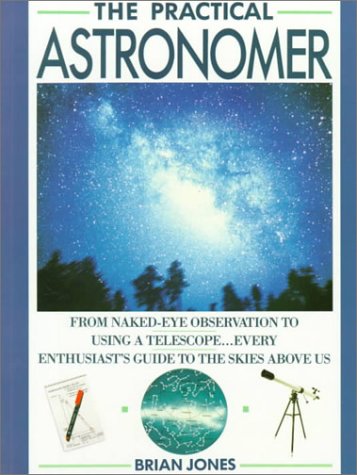 THE PRACTICAL
ASTRONOMER
FROM NAKED-EYE OBSERVATION TO
USING A TELESCOPE...EVERY
ENTHUSIAST'S GUIDE TO THE SKIES ABOVE US
BRIAN JONES